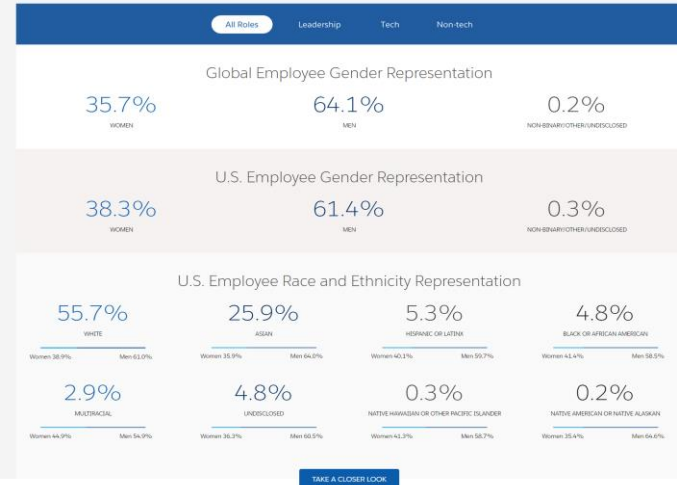 All Roles Leadership Tech Non-tech
Global Employee Gender Representation
35.7% 64.1% 0.2%
WOMEN MEN NON-BINARY/OTHER/UNDISCLOSED
U.S. Employee Gender Representation
38.3% 61.4% 0.3%
WOMEN MEN NON-BINARY/OTHER/UNDISCLOSED
U.S. Employee Race and Ethnicity Representation
55.7% 25.9% 5.3% 4.8%
WHITE ASIAN HISPANIC OR LATINX BLACK OR AFRICAN AMERICAN
Women 38.9% Men 61.0% Women 35.9% Men 64.0% Women 40.1% Men 59.7% Women 41.4% Men 58.5%
2.9% 4.8% 0.3% 0.2%
MULTIRACIAL UNDISCLOSED NATIVE HAWAIIAN OR OTHER PACIFIC ISLANDER NATIVE AMERICAN OR NATIVE ALASKAN
Women 44.9% Men 54.9% Women 36.3% Men 60.5% Women 41.3% Men 58.7% Women 35.4% Men 64.6%
TAKE A CLOSER LOOK